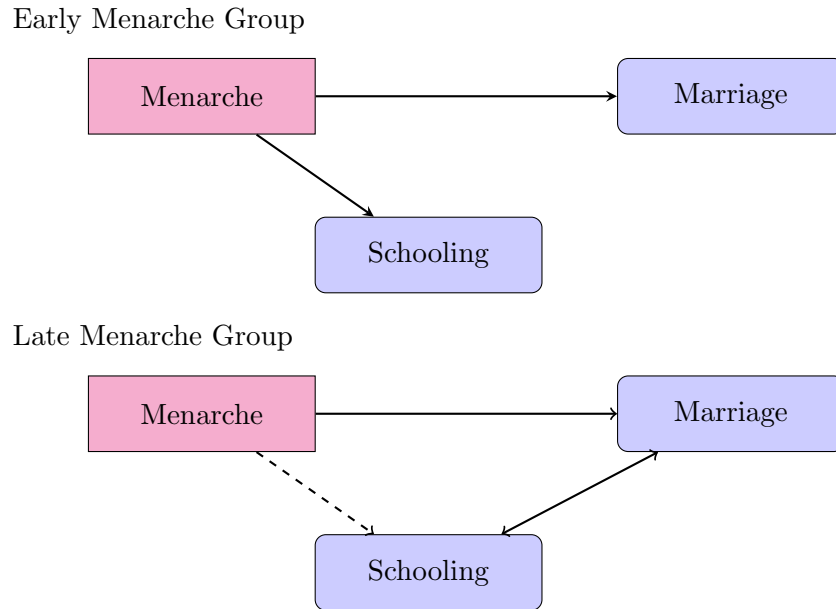 Early Menarche Group
Menarche
Marriage
Schooling
Late Menarche Group
Menarche
Marriage
Schooling